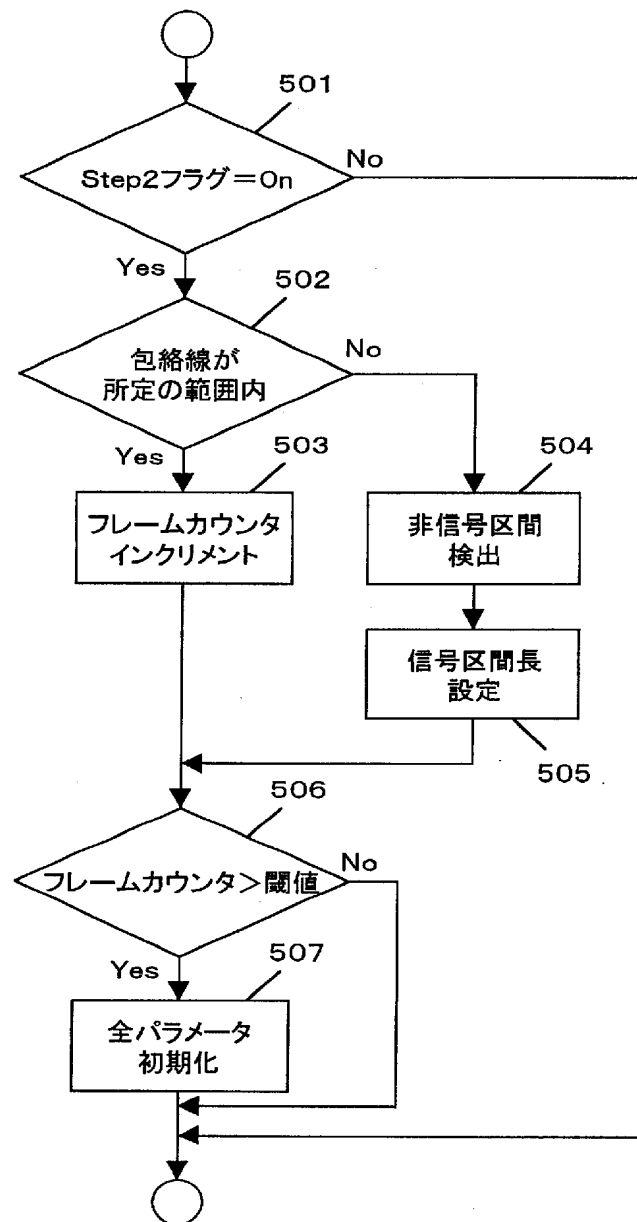 501
Step2フラグ＝On
No
Yes
502
包絡線が
所定の範囲内
No
Yes
503
504
フレームカウンタ
インクリメント
非信号区間
検出
信号区間長
設定
505
506
フレームカウンタ＞閾値
No
Yes
507
全パラメータ
初期化